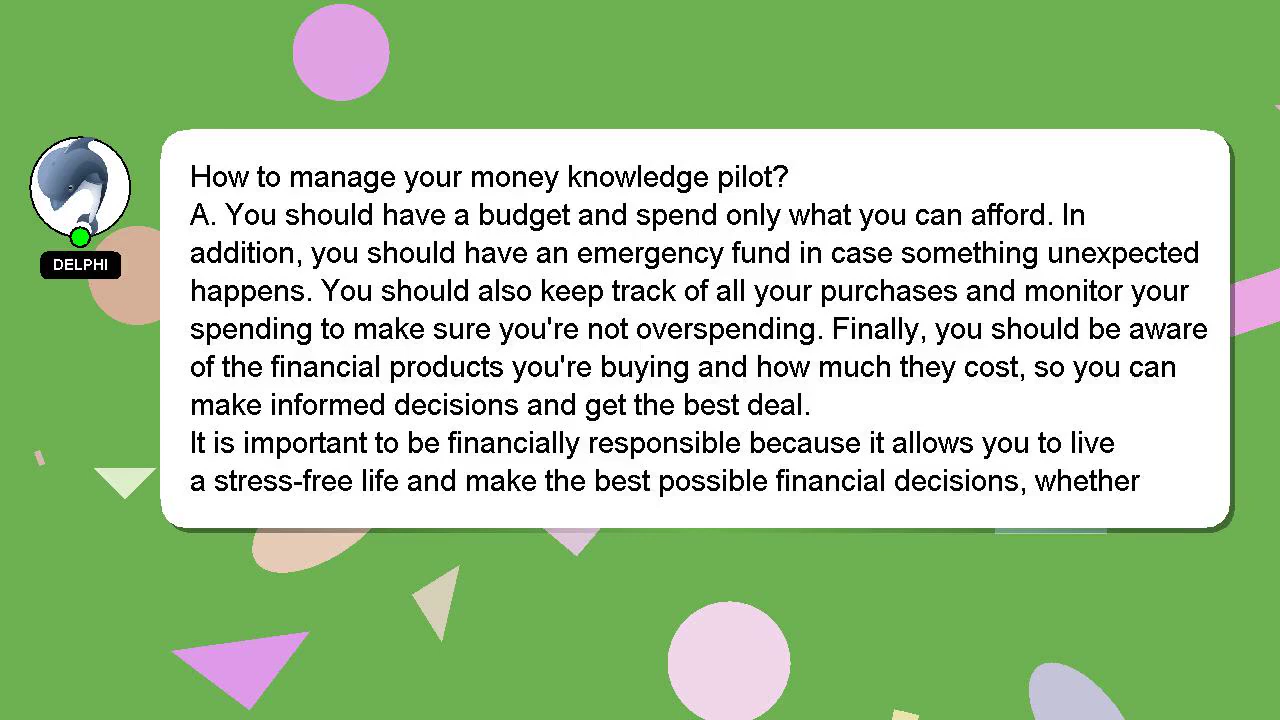 DELPHI
How to manage your money knowledge pilot?
A. You should have a budget and spend only what you can afford. In
addition, you should have an emergency fund in case something unexpected
happens. You should also keep track of all your purchases and monitor your
spending to make sure you're not overspending. Finally, you should be aware
of the financial products you're buying and how much they cost, so you can
make informed decisions and get the best deal.
It is important to be financially responsible because it allows you to live
a stress-free life and make the best possible financial decisions, whether